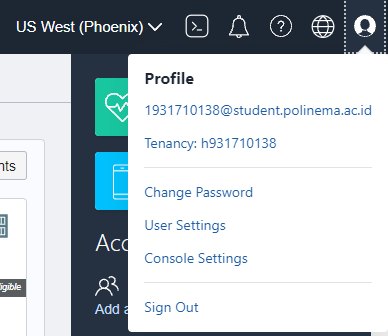 US West (Phoenix)
Profile
1931710138@student.polinema.ac.id
Tenancy: h931710138
nts
Change Password
User Settings
Acc
Console Settings
igible
Add a
Sign Out